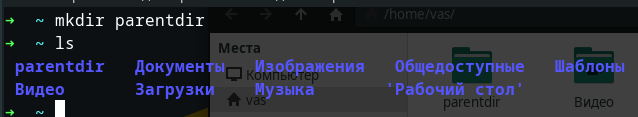 ➜ ~ mkdir parentdir
/home/vas/
➜ ~ ls
Места
parentdir Документы Изображения Общедоступные Шаблоны
Компьютер
Видео Загрузки Музыка 'Рабочий стол'
vas parentdir Видео
➜ ~